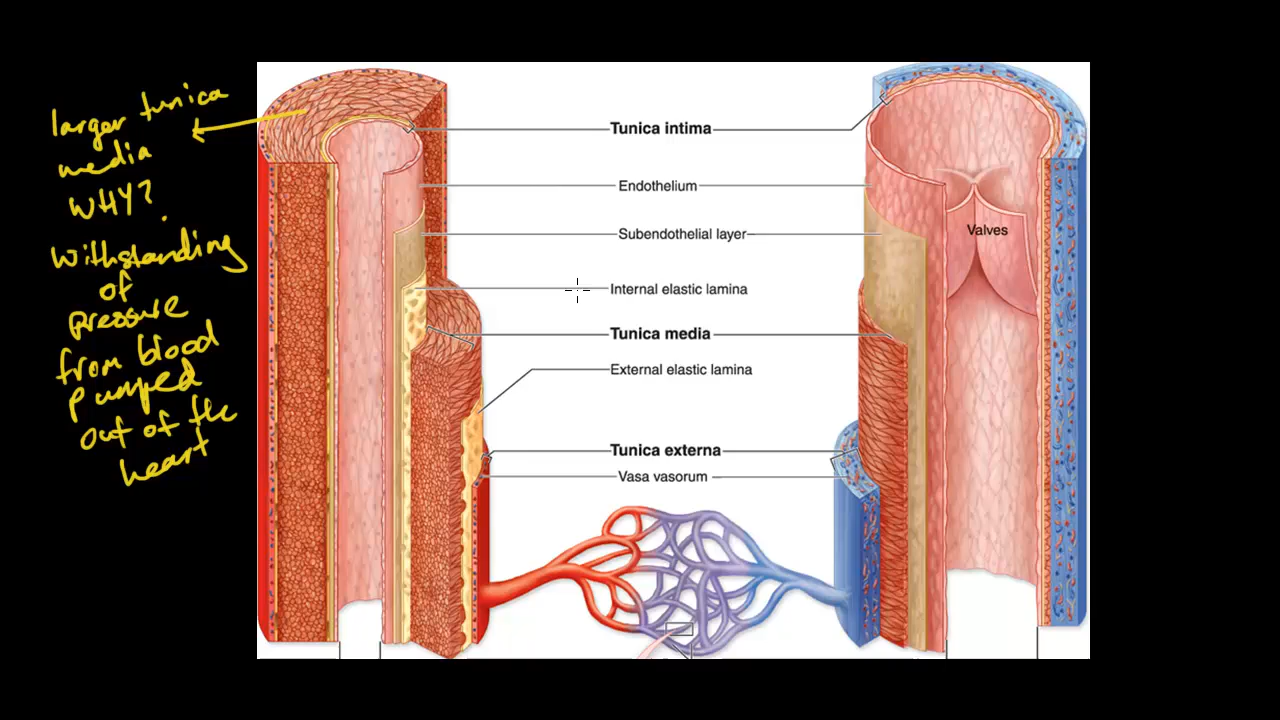 larger tunica
media
WHY?
withstanding
of
pressure
from blood
pumped
out of the
heart
Tunica intima
Endothelium
Subendothelial layer
Valves
Internal elastic lamina
Tunica media
External elastic lamina
Tunica externa
Vasa vasorum